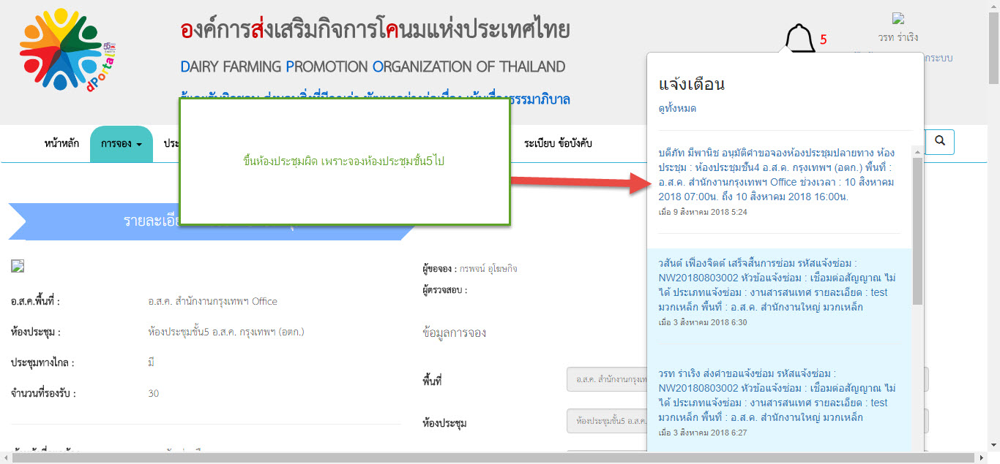 องค์การส่งเสริมกิจการโคนมแห่งประเทศไทย
DAIRY FARMING PROMOTION ORGANIZATION OF THAILAND
ธรรมาภิบาล
dPortal
5
วรท ร่าเริง
กระบบ
หน้าหลัก
การจอง
ประ
ระเบียบ ข้อบังคับ
ขึ้นห้องประชุมผิด เพราะจองห้องประชุมชั้น5ไป
แจ้งเตือน
ดูทั้งหมด
บดีภัท มีพานิช อนุมัติคำขอจองห้องประชุมปลายทาง ห้อง
ประชุม : ห้องประชุมชั้น4 อ.ส.ค. กรุงเทพฯ (อตก.) พื้นที่ :
อ.ส.ค. สำนักงานกรุงเทพฯ Office ช่วงเวลา : 10 สิงหาคม
2018 07:00น. ถึง 10 สิงหาคม 2018 16:00น.
เมื่อ 9 สิงหาคม 2018 5:24
วสันต์ เฟื่องจิตต์ เสร็จสิ้นการซ่อม รหัสแจ้งซ่อม :
NW20180803002 หัวข้อแจ้งซ่อม : เชื่อมต่อสัญญาณ ไม่
ได้ ประเภทแจ้งซ่อม : งานสารสนเทศ รายละเอียด : test
มวกเหล็ก พื้นที่ : อ.ส.ค. สำนักงานใหญ่ มวกเหล็ก
เมื่อ 3 สิงหาคม 2018 6:30
วรท ร่าเริง ส่งคำขอแจ้งซ่อม รหัสแจ้งซ่อม :
NW20180803002 หัวข้อแจ้งซ่อม : เชื่อมต่อสัญญาณ ไม่
ได้ ประเภทแจ้งซ่อม : งานสารสนเทศ รายละเอียด : test
มวกเหล็ก พื้นที่ : อ.ส.ค. สำนักงานใหญ่ มวกเหล็ก
เมื่อ 3 สิงหาคม 2018 6:27
รายละเอีย
อ.ส.ค.พื้นที่ : อ.ส.ค. สำนักงานกรุงเทพฯ Office
ห้องประชุม : ห้องประชุมชั้น5 อ.ส.ค. กรุงเทพฯ (อตก.)
ประชุมทางไกล : มี
จำนวนที่รองรับ : 30
ผู้ขอจอง : กรพจน์ อุโฆษกิจ
ผู้ตรวจสอบ :
ข้อมูลการจอง
พื้นที่ อ.ส.ค. สำนักงานกรุงเท
ห้องประชุม ห้องประชุมชั้น5 อ.ส.ค.